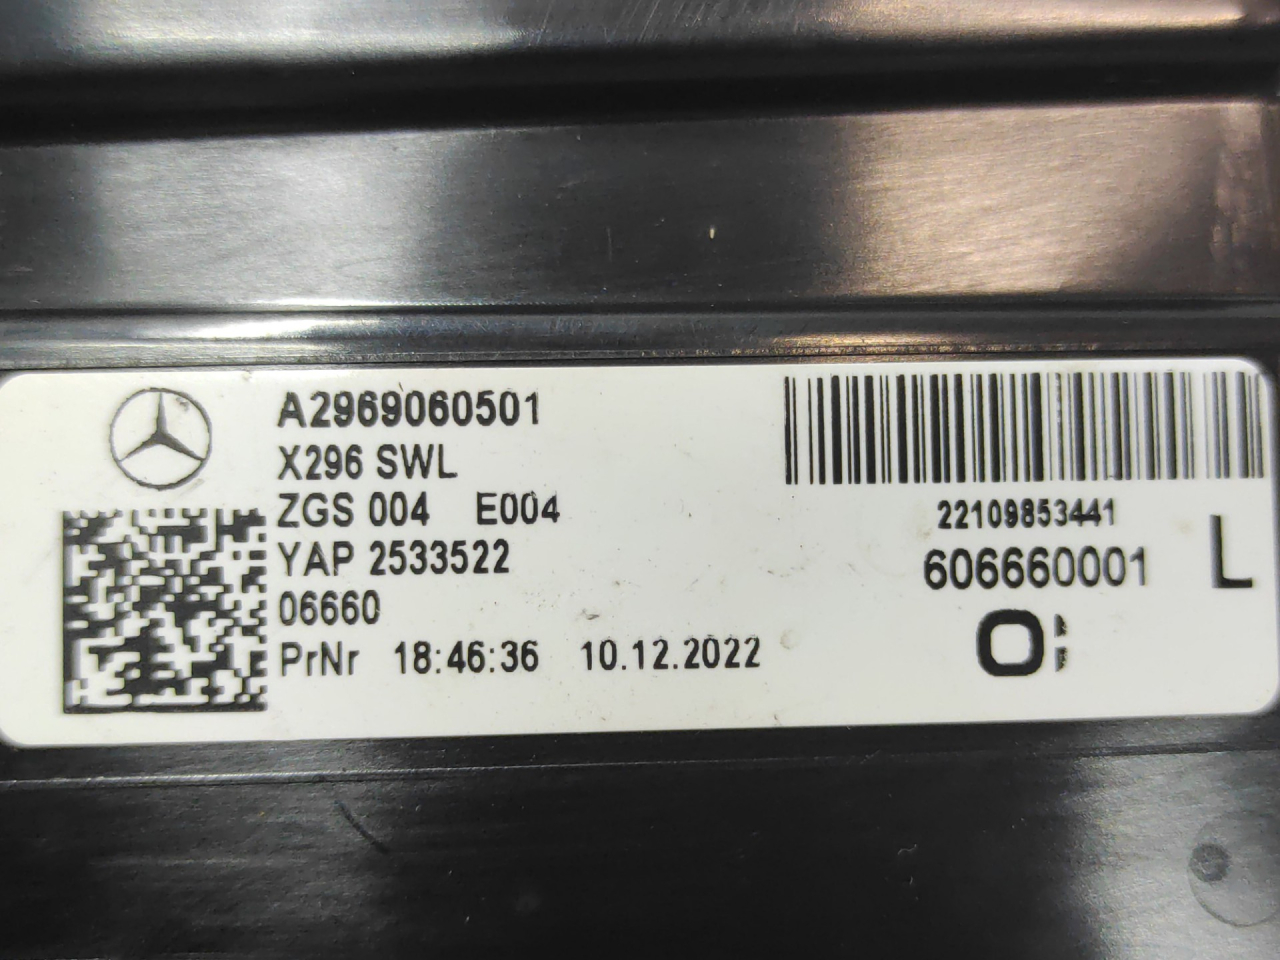 A2969060501
X296 SWL
ZGS 004 E004
YAP 2533522
06660
PrNr 18:46:36 10.12.2022
22109853441
606660001
L
O